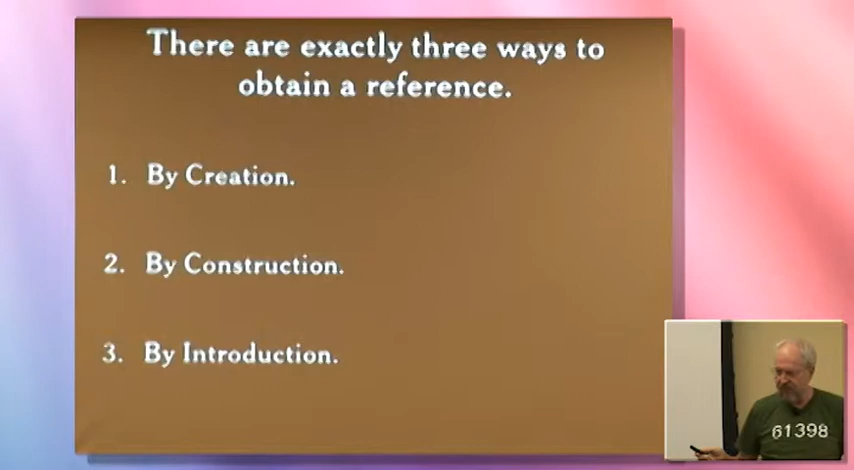 There are exactly three ways to
obtain a reference.
1. By Creation.
2. By Construction.
3. By Introduction.
61398